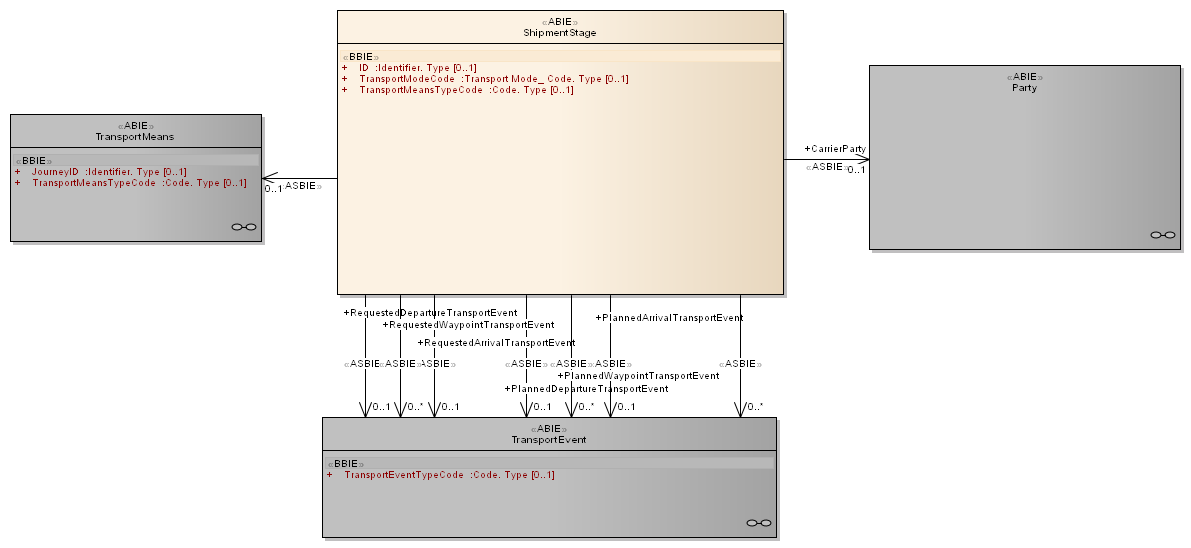 «ABIE»
ShipmentStage
«BBIE»
+ ID :Identifier. Type [0..1]
+ TransportModeCode :Transport Mode_ Code. Type [0..1]
+ TransportMeansTypeCode :Code. Type [0..1]
«ABIE»
Party
«ABIE»
TransportMeans
«BBIE»
+ JourneyID :Identifier. Type [0..1]
+ TransportMeansTypeCode :Code. Type [0..1]
0..1 «ASBIE»
+CarrierParty
«ASBIE» 0..1
+RequestedDepartureTransportEvent
+RequestedWaypointTransportEvent
+PlannedArrivalTransportEvent
+RequestedArrivalTransportEvent
«ASBIE» «ASBIE» «ASBIE» «ASBIE» «ASBIE» «ASBIE» «ASBIE»
+PlannedWaypointTransportEvent
+PlannedDepartureTransportEvent
0..1 0..* 0..1 0..1 0..* 0..1 0..*
«ABIE»
TransportEvent
«BBIE»
+ TransportEventTypeCode :Code. Type [0..1]